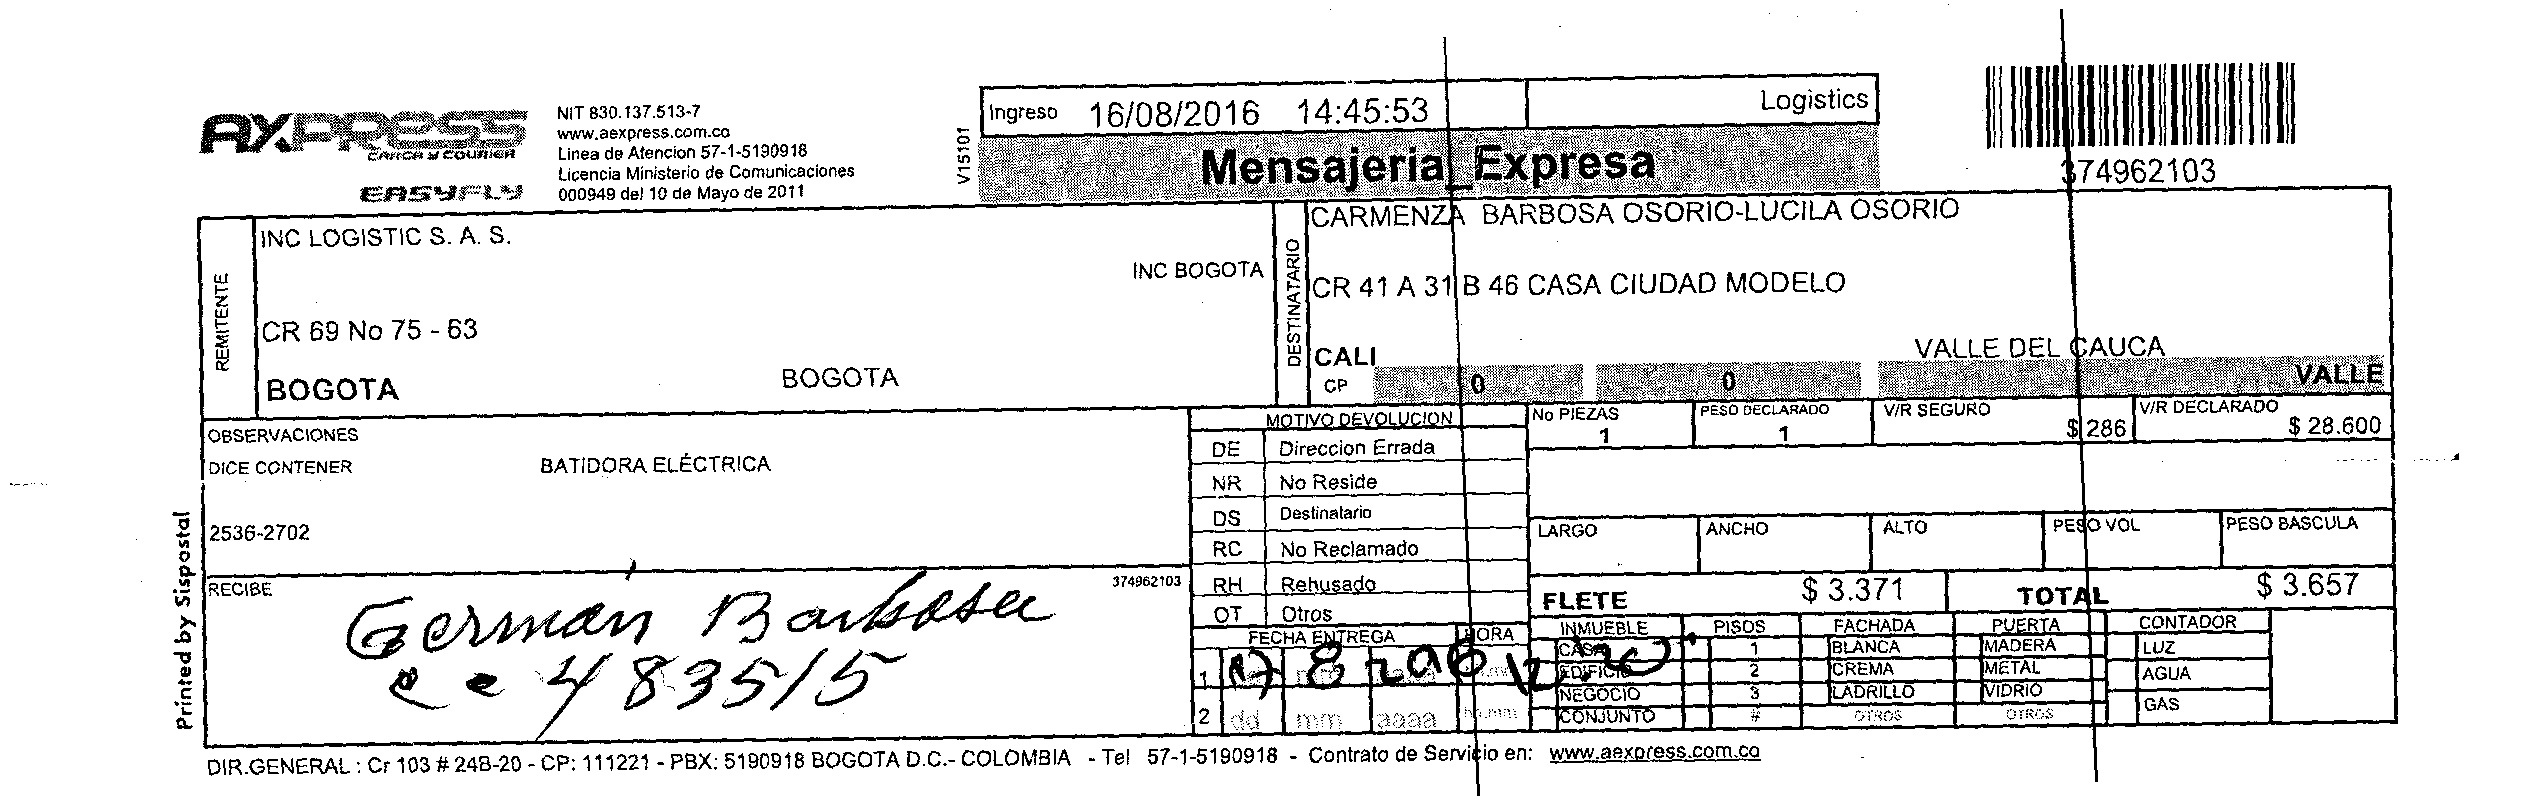 AXPRESS
CARGA Y COURIER
EASYFLY
NIT 830.137.513-7
www.aexpress.com.co
Linea de Atencion 57-1-5190918
Licencia Ministerio de Comunicaciones
000949 del 10 de Mayo de 2011
V15101
Ingreso 16/08/2016 14:45:53 Logistics
Mensajeria_Expresa
374962103
REMITENTE
INC LOGISTIC S. A. S.
INC BOGOTA
CR 69 No 75 - 63
BOGOTA BOGOTA
DESTINATARIO
CARMENZA BARBOSA OSORIO-LUCILA OSORIO
CR 41 A 31 B 46 CASA CIUDAD MODELO
CALI VALLE DEL CAUCA
CP 0 0 VALLE
OBSERVACIONES
DICE CONTENER BATIDORA ELÉCTRICA
2536-2702
MOTIVO DEVOLUCION
DE Direccion Errada
NR No Reside
DS Destinatario
RC No Reclamado
RH Rehusado
OT Otros
No PIEZAS 1
PESO DECLARADO 1
V/R SEGURO $ 286
V/R DECLARADO $ 28.600
LARGO ANCHO ALTO PESO VOL PESO BASCULA
FLETE $ 3.371 TOTAL $ 3.657
RECIBE 374962103
German Barbosa
cc 483515
FECHA ENTREGA HORA
1 17 8 2016 12:20
2 dd mm aaaa hh:mm
INMUEBLE PISOS FACHADA PUERTA CONTADOR
CASA 1 BLANCA MADERA LUZ
EDIFICIO 2 CREMA METAL AGUA
NEGOCIO 3 LADRILLO VIDRIO GAS
CONJUNTO # OTROS OTROS
Printed by Sispostal
DIR.GENERAL : Cr 103 # 24B-20 - CP: 111221 - PBX: 5190918 BOGOTA D.C.- COLOMBIA - Tel 57-1-5190918 - Contrato de Servicio en: www.aexpress.com.co